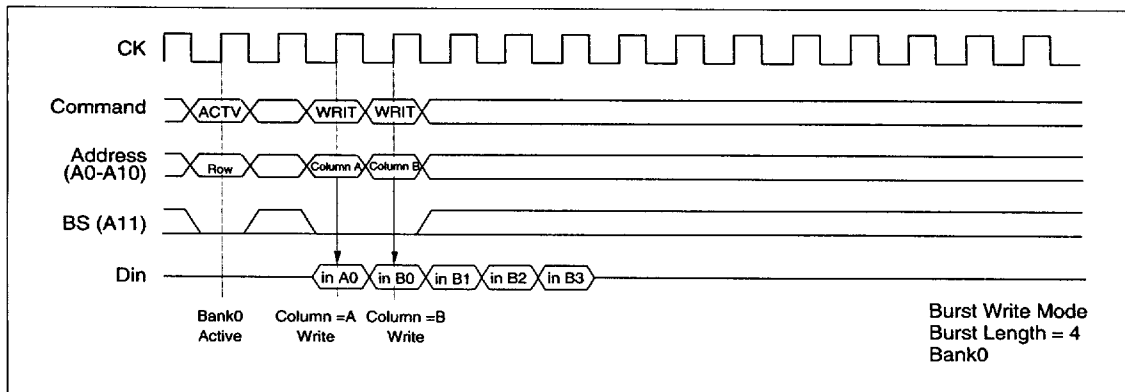 CK
Command ACTV WRIT WRIT
Address
(A0-A10) Row Column A Column B
BS (A11)
Din in A0 in B0 in B1 in B2 in B3
Bank0
Active
Column =A
Write
Column =B
Write
Burst Write Mode
Burst Length = 4
Bank0